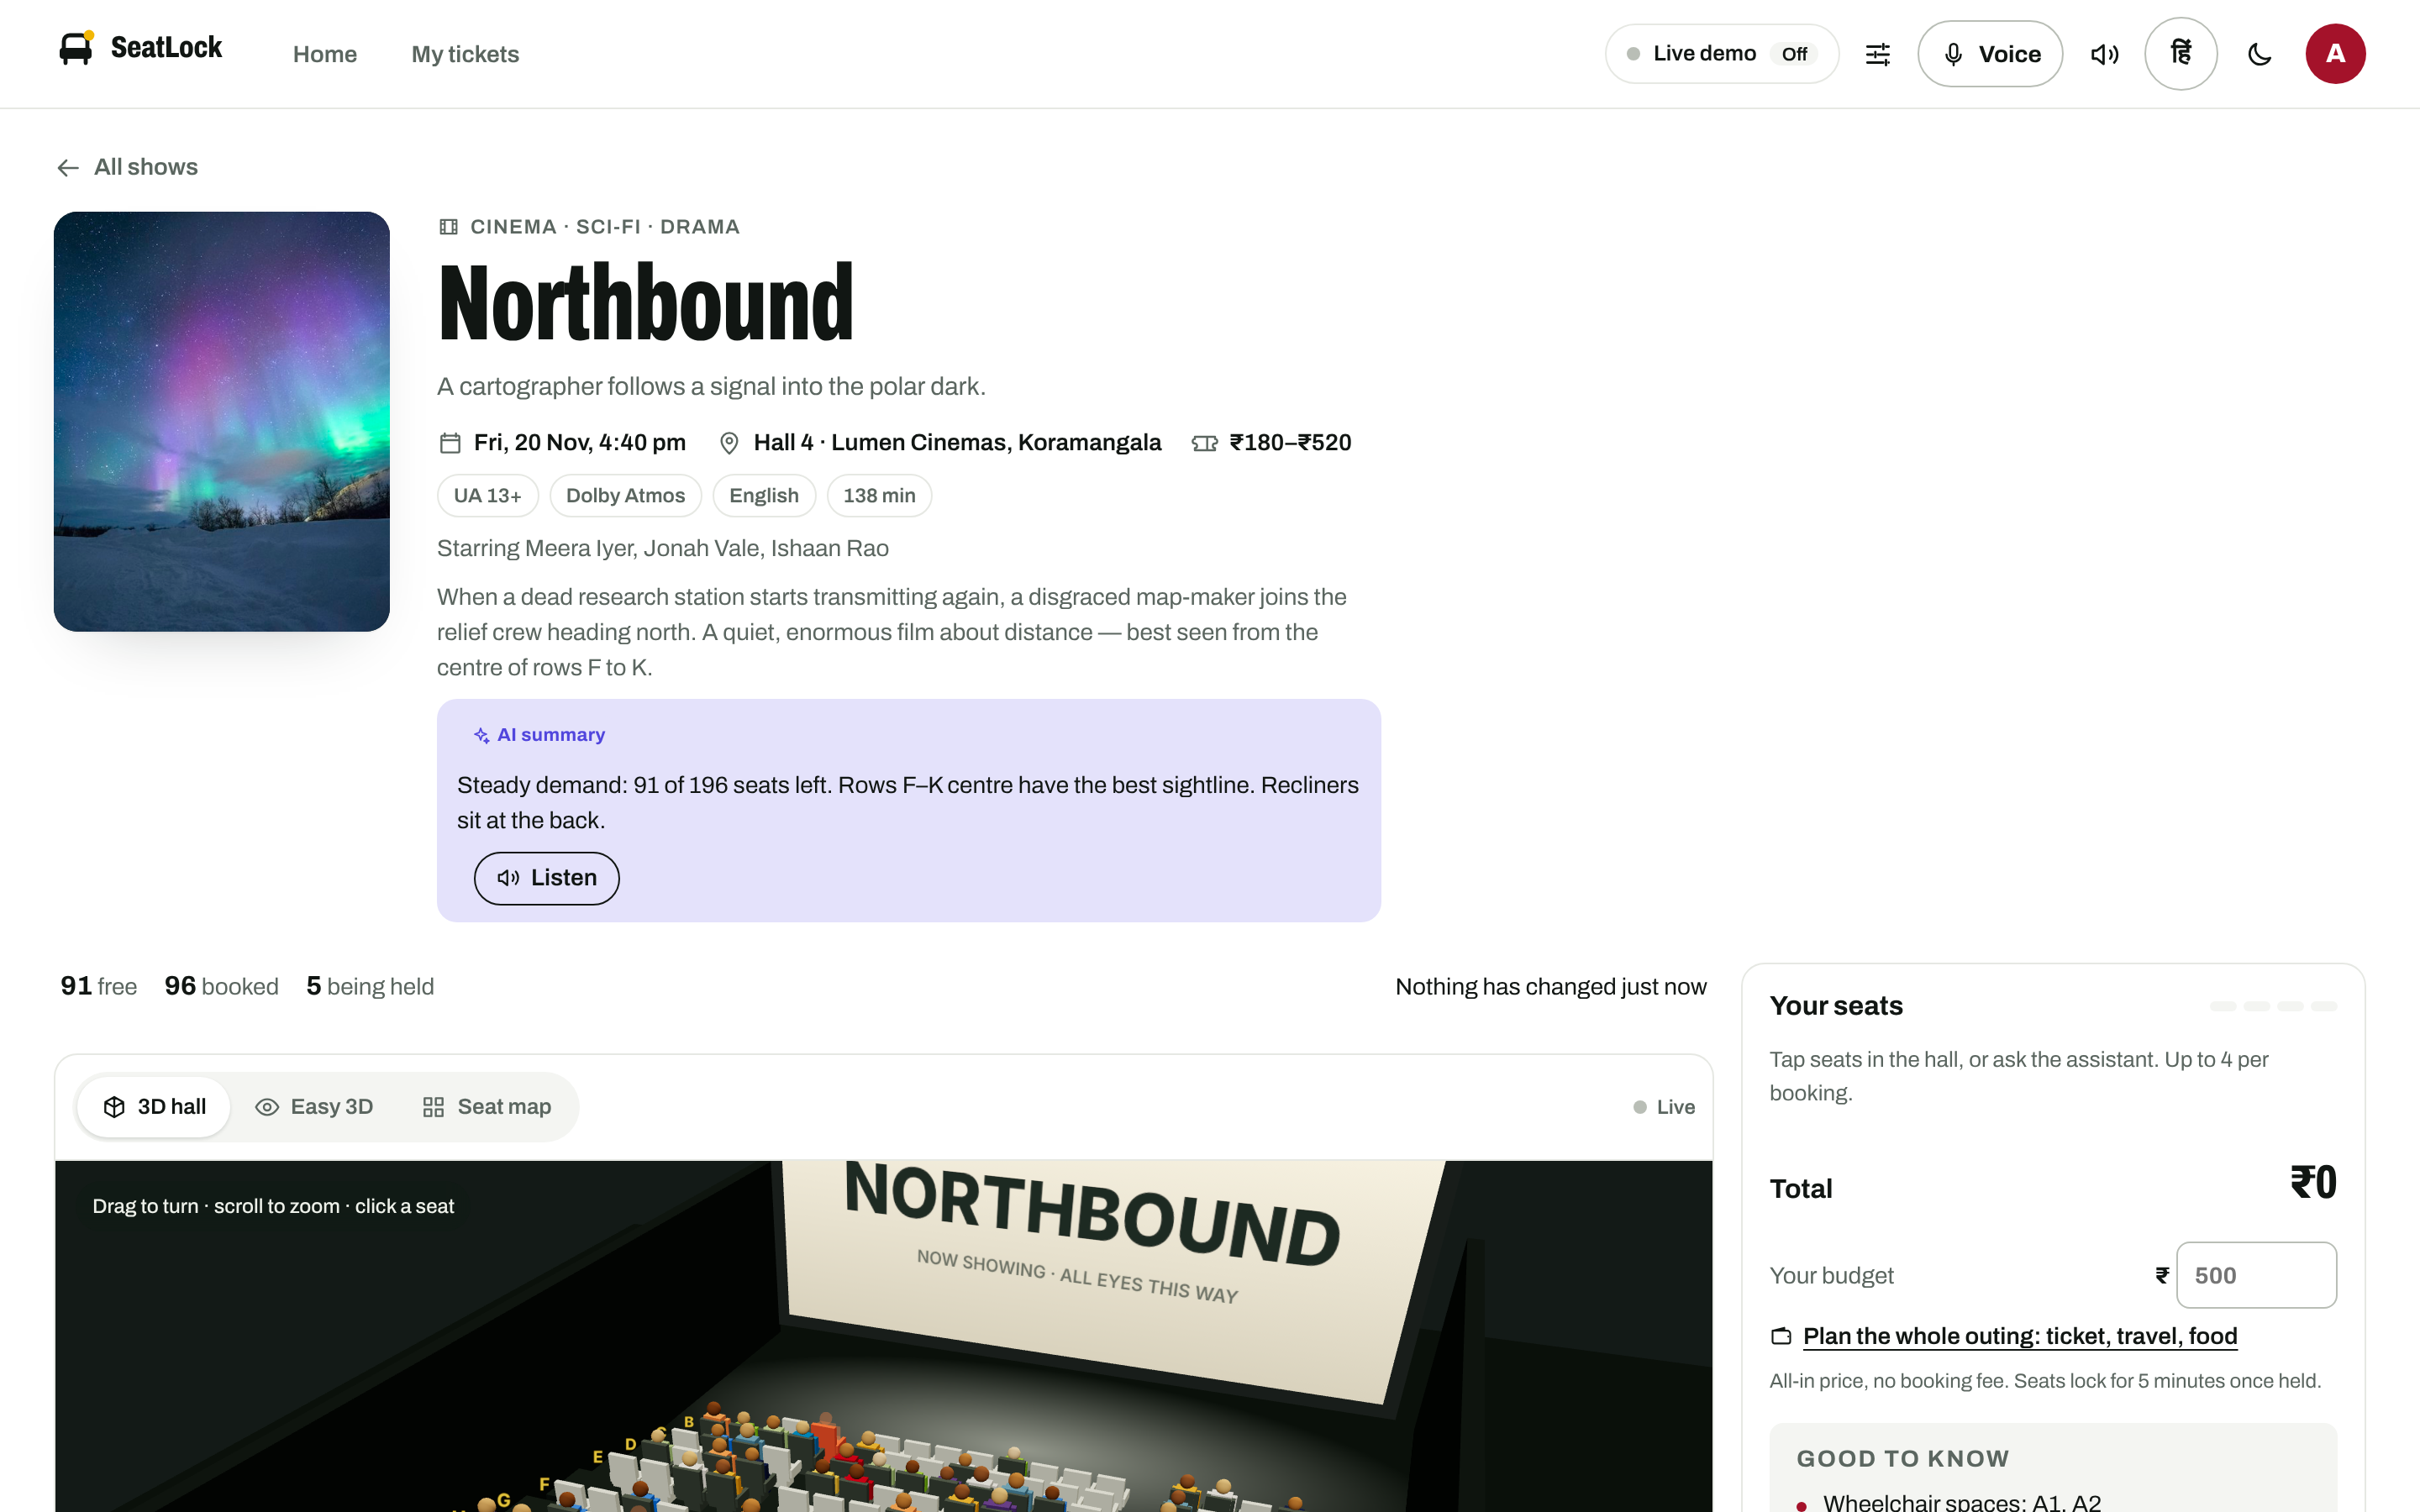 SeatLock
Home
My tickets
Live demo Off
Voice
हिं
A
All shows
CINEMA · SCI-FI · DRAMA
Northbound
A cartographer follows a signal into the polar dark.
Fri, 20 Nov, 4:40 pm
Hall 4 · Lumen Cinemas, Koramangala
₹180–₹520
UA 13+
Dolby Atmos
English
138 min
Starring Meera Iyer, Jonah Vale, Ishaan Rao
When a dead research station starts transmitting again, a disgraced map-maker joins the
relief crew heading north. A quiet, enormous film about distance — best seen from the
centre of rows F to K.
AI summary
Steady demand: 91 of 196 seats left. Rows F–K centre have the best sightline. Recliners
sit at the back.
Listen
91 free 96 booked 5 being held
Nothing has changed just now
3D hall
Easy 3D
Seat map
Live
Drag to turn · scroll to zoom · click a seat
NORTHBOUND
NOW SHOWING · ALL EYES THIS WAY
B
D
E
F
G
Your seats
Tap seats in the hall, or ask the assistant. Up to 4 per
booking.
Total ₹0
Your budget ₹ 500
Plan the whole outing: ticket, travel, food
All-in price, no booking fee. Seats lock for 5 minutes once held.
GOOD TO KNOW
Wheelchair spaces: A1, A2